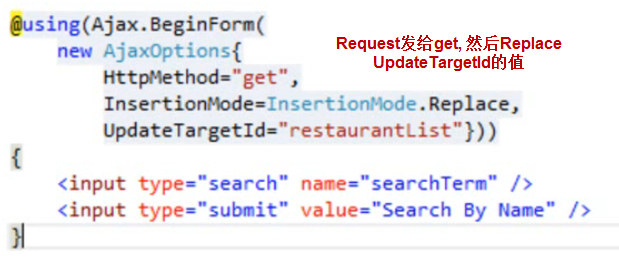 @using(Ajax.BeginForm(
new AjaxOptions{
HttpMethod="get",
InsertionMode=InsertionMode.Replace,
UpdateTargetId="restaurantList"}))
{
<input type="search" name="searchTerm" />
<input type="submit" value="Search By Name" />
}
Request发给get, 然后Replace
UpdateTargetId的值